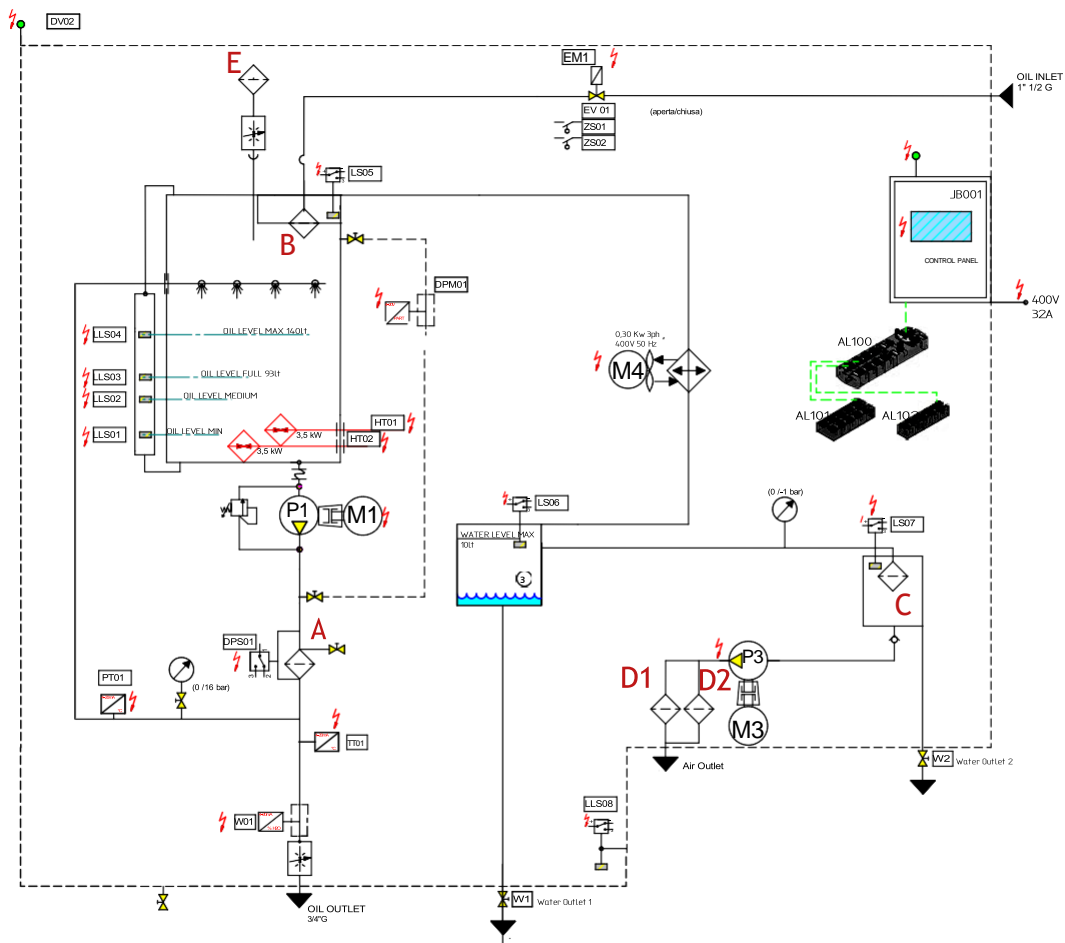 DV02
E
EM1
OIL INLET
1" 1/2 G
EV 01
(aperta/chiusa)
ZS01
ZS02
LS05
JB001
B
CONTROL PANEL
DPM01
400V
32A
LLS04
OIL LEVEL MAX 140lt
0,30 Kw 3ph
400V 50 Hz
AL100
M4
LLS03
OIL LEVEL FULL 93lt
LLS02
OIL LEVEL MEDIUM
AL101
HT01
LLS01
OIL LEVEL MIN
3,5 kW
HT02
3,5 kW
(0 /-1 bar)
LS06
P1
M1
LS07
WATER LEVEL MAX
10lt
3
C
A
DPS01
3
2
P3
D1
D2
PT01
(0 /16 bar)
M3
TT01
Air Outlet
W2
Water Outlet 2
LLS08
W01
W1
Water Outlet 1
OIL OUTLET
3/4"G